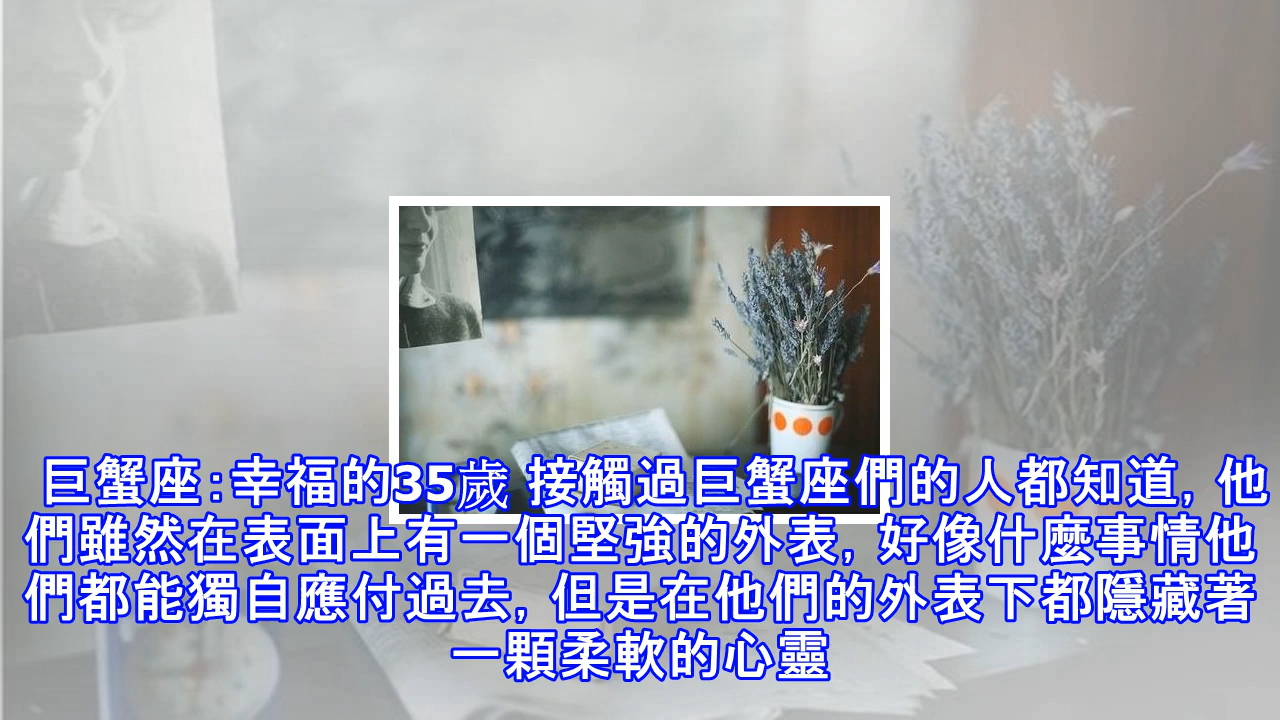 巨蟹座:幸福的35歲 接觸過巨蟹座們的人都知道, 他
們雖然在表面上有一個堅強的外表, 好像什麼事情他
們都能獨自應付過去, 但是在他們的外表下都隱藏著
一顆柔軟的心靈